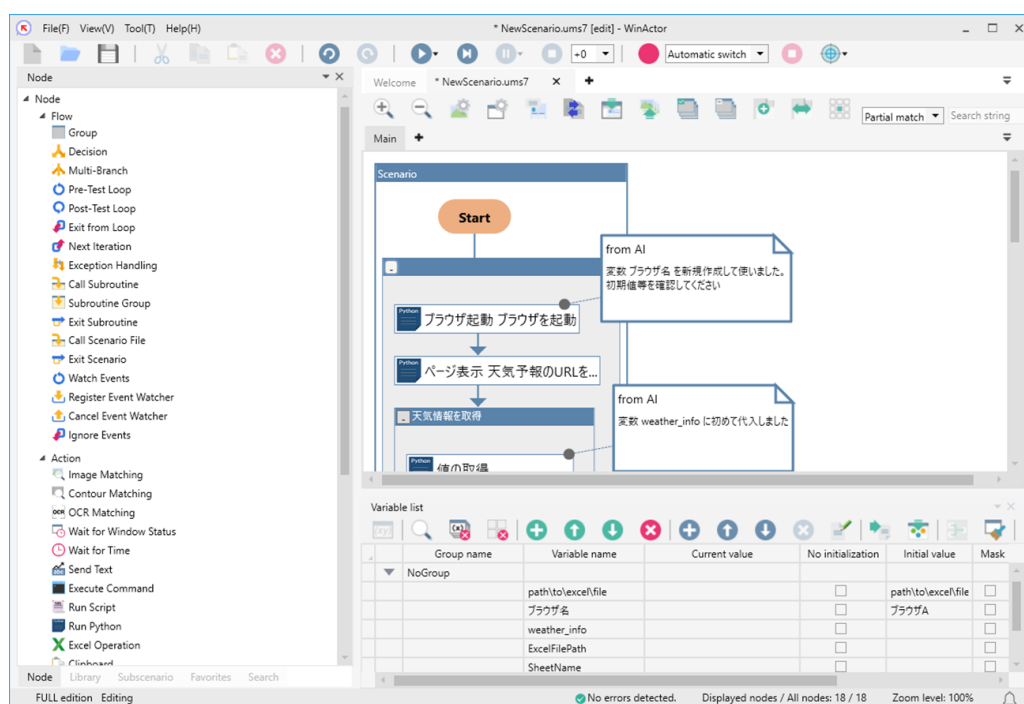 File(F) View(V) Tool(T) Help(H)
* NewScenario.ums7 [edit] - WinActor
+0
Automatic switch
Node
Node
Flow
Group
Decision
Multi-Branch
Pre-Test Loop
Post-Test Loop
Exit from Loop
Next Iteration
Exception Handling
Call Subroutine
Subroutine Group
Exit Subroutine
Call Scenario File
Exit Scenario
Watch Events
Register Event Watcher
Cancel Event Watcher
Ignore Events
Action
Image Matching
Contour Matching
OCR OCR Matching
Wait for Window Status
Wait for Time
Send Text
Execute Command
Run Script
Run Python
Excel Operation
Clipboard
Node Library Subscenario Favorites Search
Welcome * NewScenario.ums7
Partial match Search string
Main
Scenario
Start
from AI
変数 ブラウザ名 を新規作成して使いました。
初期値等を確認してください
Python ブラウザ起動 ブラウザを起動
Python ページ表示 天気予報のURLを...
天気情報を取得
from AI
変数 weather_info に初めて代入しました
Python 値の取得
Variable list
Group name Variable name Current value No initialization Initial value Mask
NoGroup
path\to\excel\file path\to\excel\file
ブラウザ名 ブラウザA
weather_info
ExcelFilePath
SheetName
FULL edition Editing
No errors detected. Displayed nodes / All nodes: 18 / 18 Zoom level: 100%